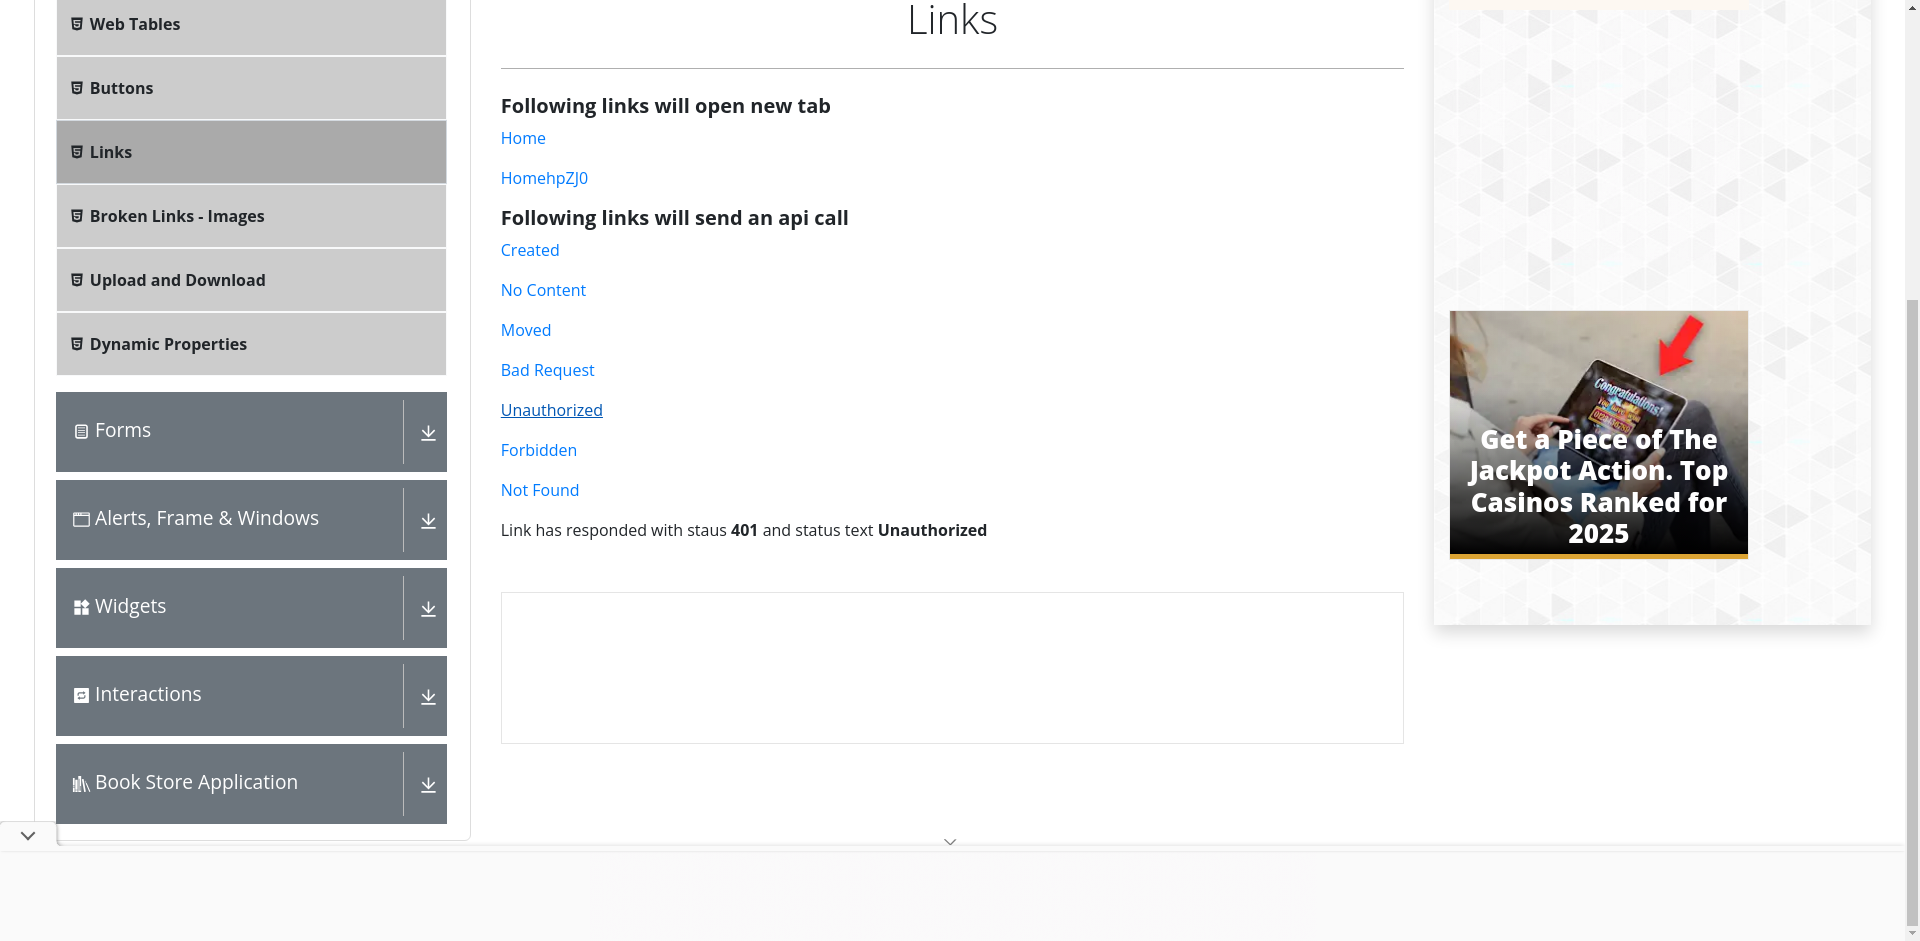 Web Tables
Buttons
Links
Broken Links - Images
Upload and Download
Dynamic Properties
Forms
Alerts, Frame & Windows
Widgets
Interactions
Book Store Application
Links
Following links will open new tab
Home
HomehpZJ0
Following links will send an api call
Created
No Content
Moved
Bad Request
Unauthorized
Forbidden
Not Found
Link has responded with staus 401 and status text Unauthorized
Congratulations!
Get a Piece of The
Jackpot Action. Top
Casinos Ranked for
2025